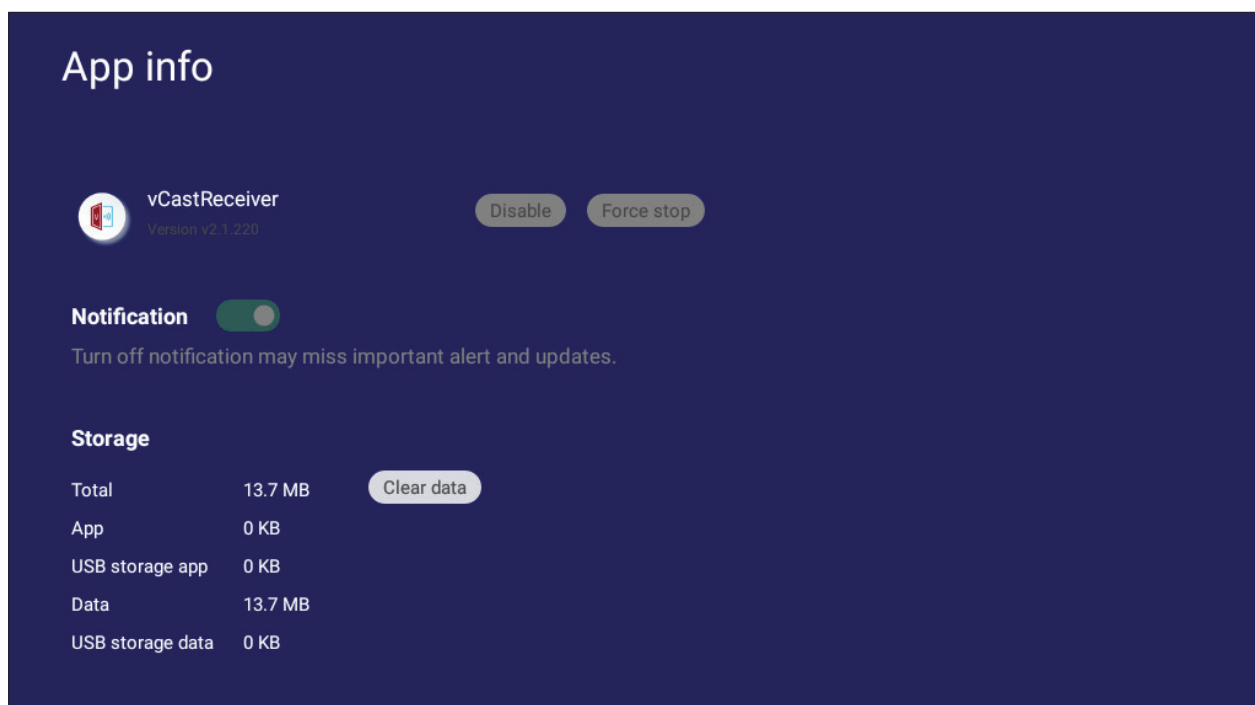 App info
vCastReceiver
Version v2.1.220
Disable
Force stop
Notification
Turn off notification may miss important alert and updates.
Storage
Total 13.7 MB
Clear data
App 0 KB
USB storage app 0 KB
Data 13.7 MB
USB storage data 0 KB